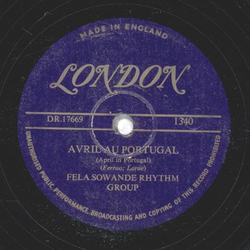 MADE IN ENGLAND
LONDON
DR.17669 1340
AVRIL AU PORTUGAL
(April in Portugal)
(Ferrao; Larue)
FELA SOWANDE RHYTHM
GROUP
UNAUTHORISED PUBLIC PERFORMANCE, BROADCASTING AND COPYING OF THIS RECORD PROHIBITED